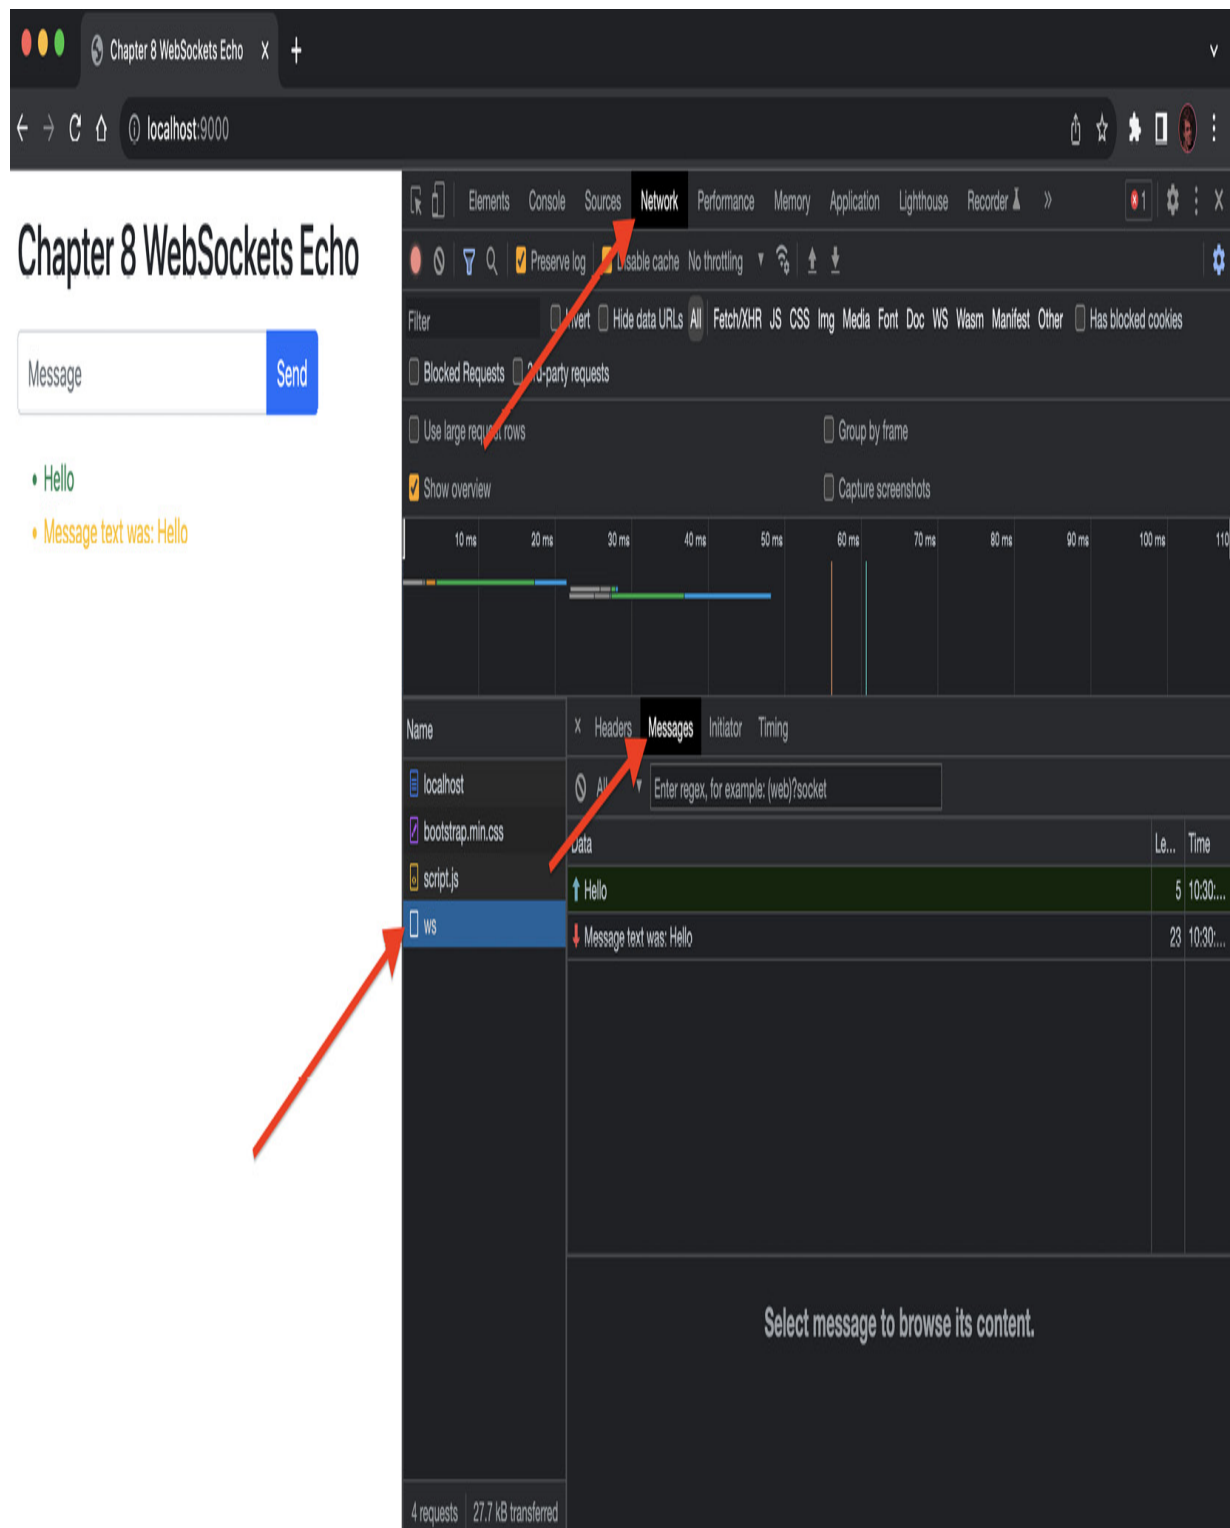 Chapter 8 WebSockets Echo
localhost:9000
Chapter 8 WebSockets Echo
Message Send
Hello
Message text was: Hello
Elements Console Sources Network Performance Memory Application Lighthouse Recorder 1
Preserve log Disable cache No throttling
Filter Invert Hide data URLs All Fetch/XHR JS CSS Img Media Font Doc WS Wasm Manifest Other Has blocked cookies
Blocked Requests 3rd-party requests
Use large request rows Group by frame
Show overview Capture screenshots
10 ms 20 ms 30 ms 40 ms 50 ms 60 ms 70 ms 80 ms 90 ms 100 ms 110
Name
localhost
bootstrap.min.css
script.js
ws
Headers Messages Initiator Timing
All Enter regex, for example: (web)?socket
Data Le... Time
Hello 5 10:30:...
Message text was: Hello 23 10:30:...
Select message to browse its content.
4 requests 27.7 kB transferred